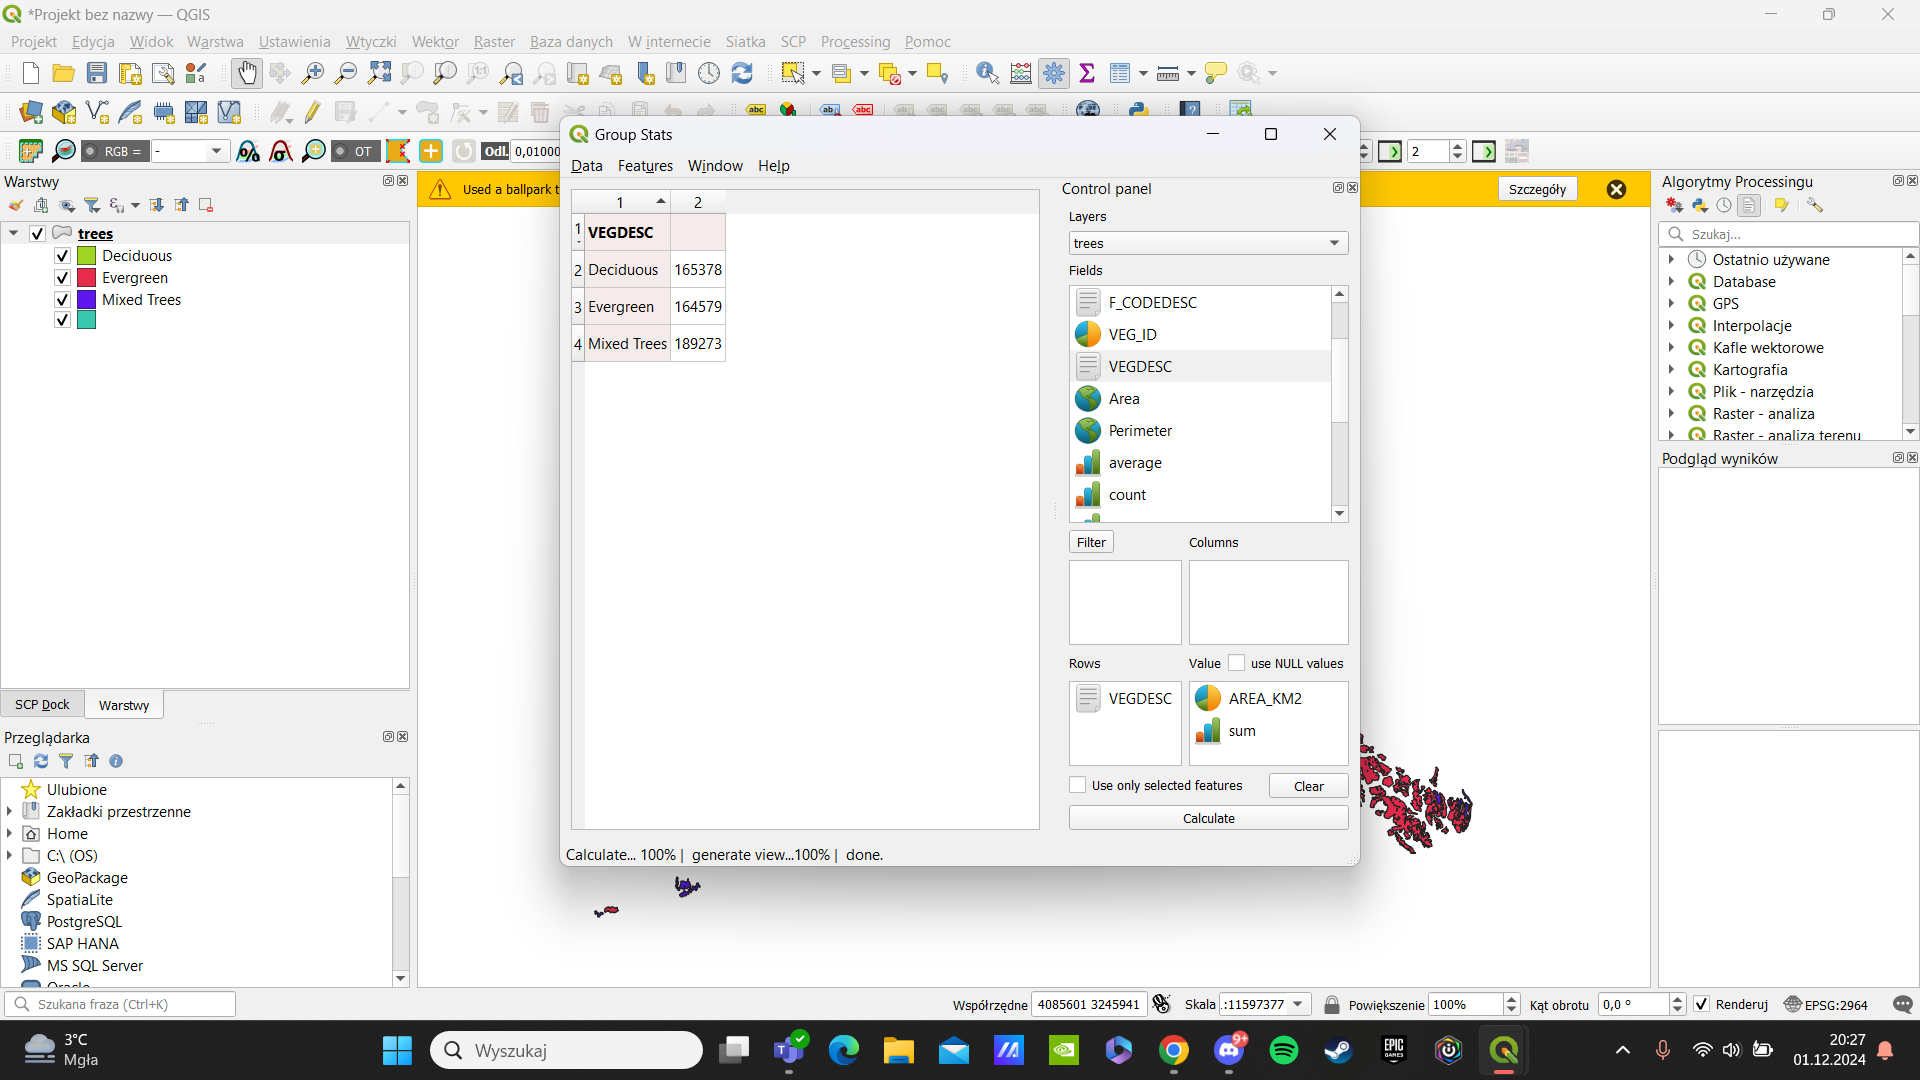 *Projekt bez nazwy — QGIS
Projekt Edycja Widok Warstwa Ustawienia Wtyczki Wektor Raster Baza danych W internecie Siatka SCP Processing Pomoc
RGB = - OT Odl. 0,01000 2
Warstwy
trees
Deciduous
Evergreen
Mixed Trees
SCP Dock Warstwy
Przeglądarka
Ulubione
Zakładki przestrzenne
Home
C:\ (OS)
GeoPackage
SpatiaLite
PostgreSQL
SAP HANA
MS SQL Server
Oracle
Used a ballpark t
Szczegóły
Group Stats
Data Features Window Help
1 2
1 VEGDESC
2 Deciduous 165378
3 Evergreen 164579
4 Mixed Trees 189273
Control panel
Layers
trees
Fields
F_CODEDESC
VEG_ID
VEGDESC
Area
Perimeter
average
count
Filter Columns
Rows Value use NULL values
VEGDESC
AREA_KM2
sum
Use only selected features Clear
Calculate
Calculate... 100% | generate view...100% | done.
Algorytmy Processingu
Szukaj...
Ostatnio używane
Database
GPS
Interpolacje
Kafle wektorowe
Kartografia
Plik - narzędzia
Raster - analiza
Raster - analiza terenu
Podgląd wyników
Szukana fraza (Ctrl+K)
Współrzędne 4085601 3245941 Skala :11597377 Powiększenie 100% Kąt obrotu 0,0 ° Renderuj EPSG:2964
3°C
Mgła
Wyszukaj
9+
EPIC
GAMES
20:27
01.12.2024